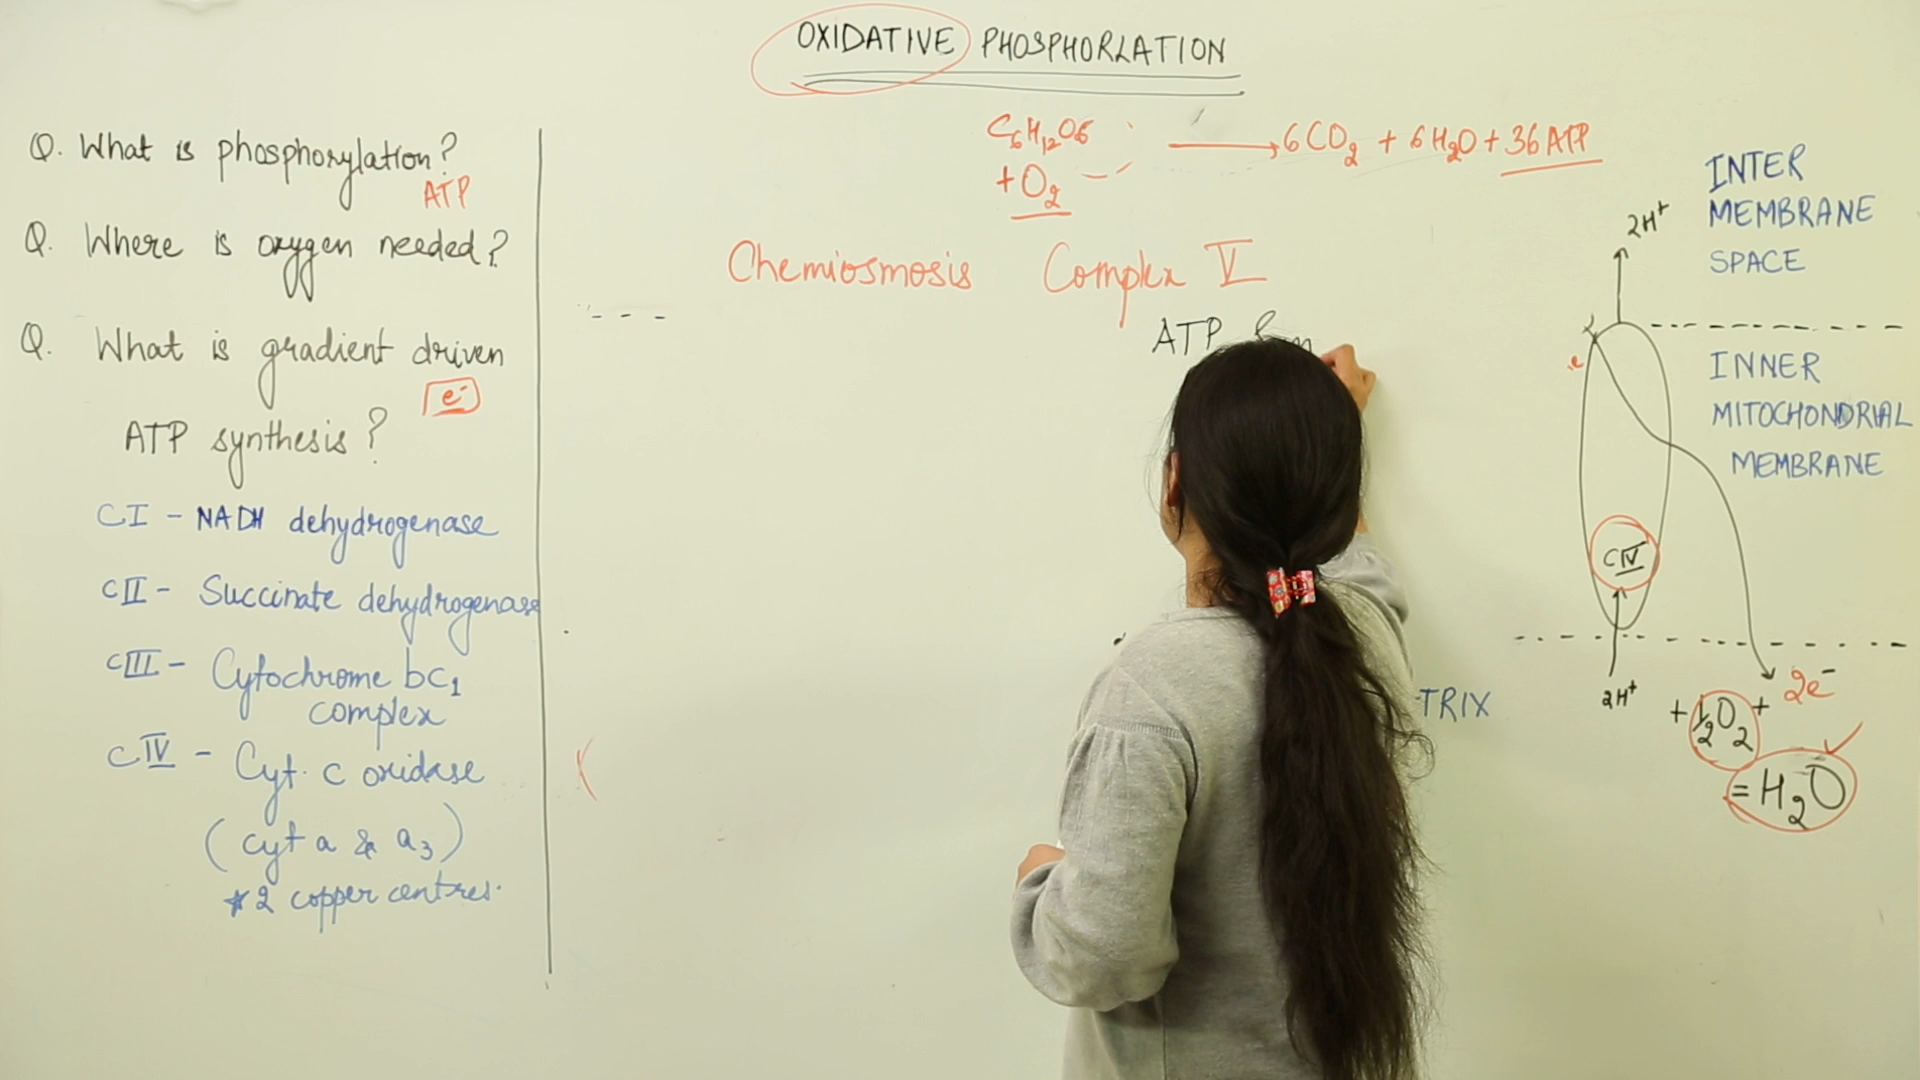 OXIDATIVE PHOSPHORLATION
Q. What is phosphorylation?
ATP
Q. Where is oxygen needed?
Q. What is gradient driven
e⁻
ATP synthesis?
CI - NADH dehydrogenase
CII - Succinate dehydrogenase
CIII - Cytochrome bc₁
complex
CIV - Cyt. c oxidase
(cyt a & a₃)
* 2 copper centres.
C₆H₁₂O₆
+O₂
6CO₂ + 6H₂O + 36ATP
Chemiosmosis Complex V
ATP
2H⁺
INTER
MEMBRANE
SPACE
e
INNER
MITOCHONDRIAL
MEMBRANE
CIV
TRIX
2H⁺ + ½O₂ + 2e⁻
= H₂O